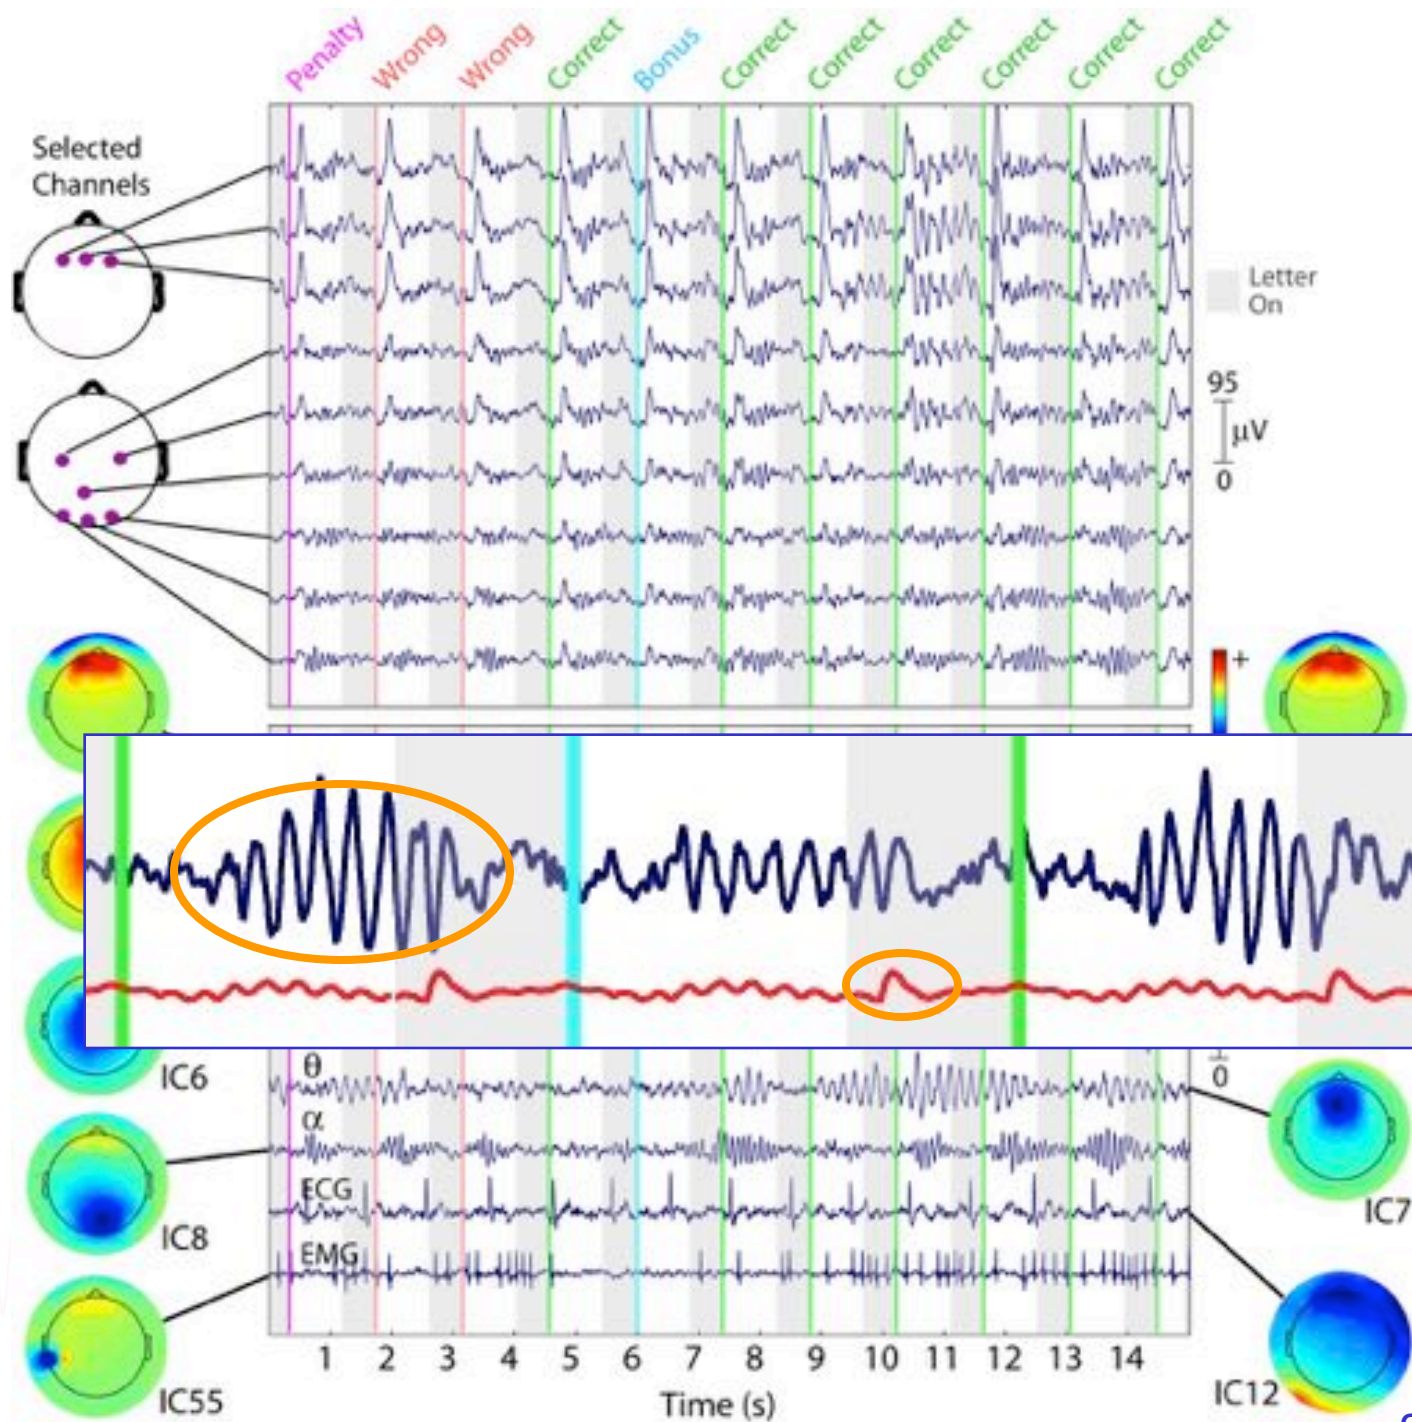 Penalty
Wrong
Wrong
Correct
Bonus
Correct
Correct
Correct
Correct
Correct
Correct
Selected
Channels
Letter
On
95
μV
0
+
θ
0
IC6
α
ECG
IC7
IC8
EMG
1 2 3 4 5 6 7 8 9 10 11 12 13 14
IC12
IC55
Time (s)